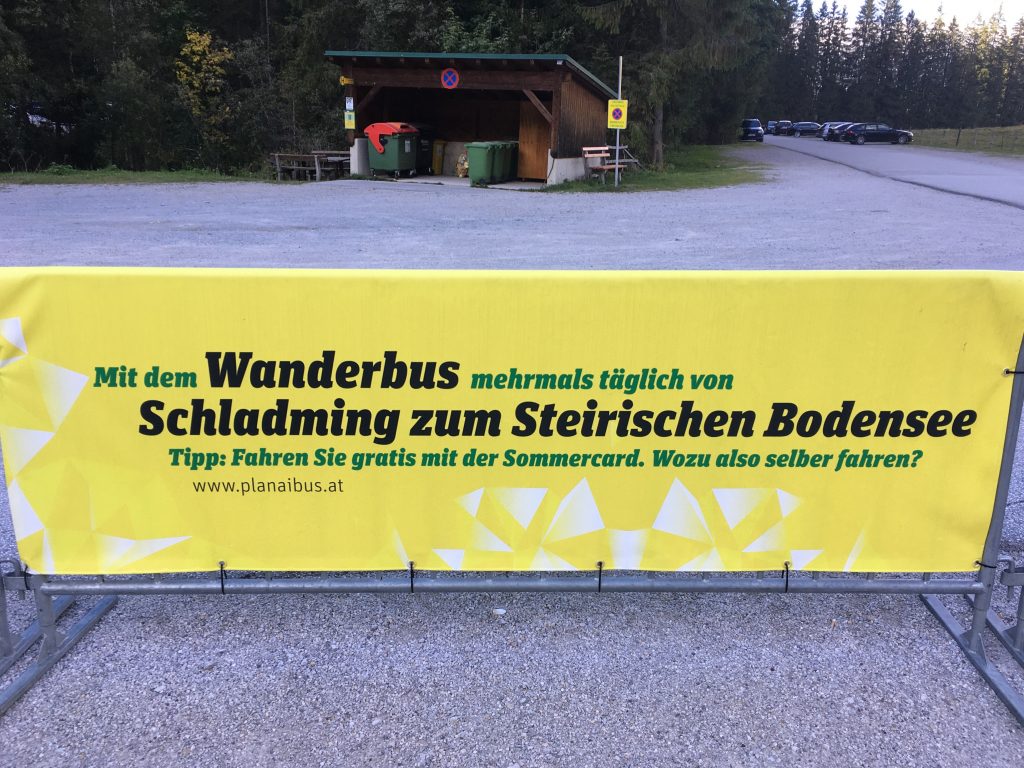 Mit dem Wanderbus mehrmals täglich von
Schladming zum Steirischen Bodensee
Tipp: Fahren Sie gratis mit der Sommercard. Wozu also selber fahren?
www.planaibus.at